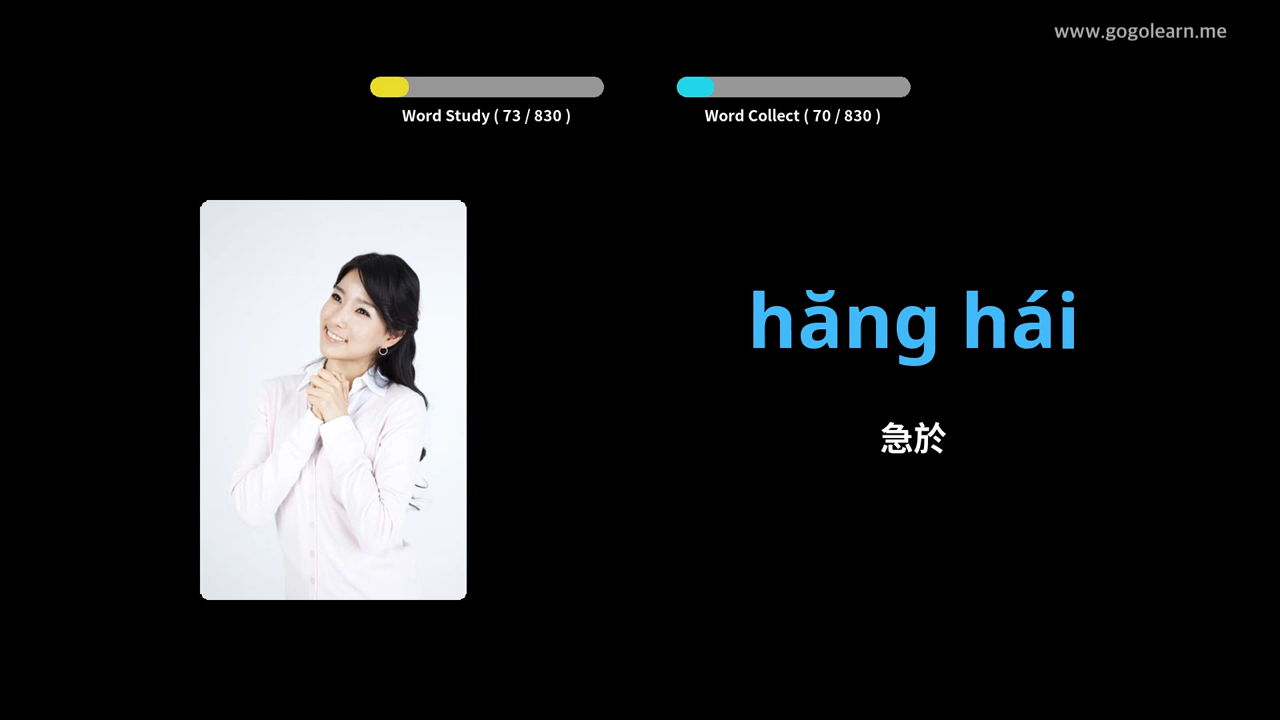 www.gogolearn.me
Word Study ( 73 / 830 )
Word Collect ( 70 / 830 )
hăng hái
急於